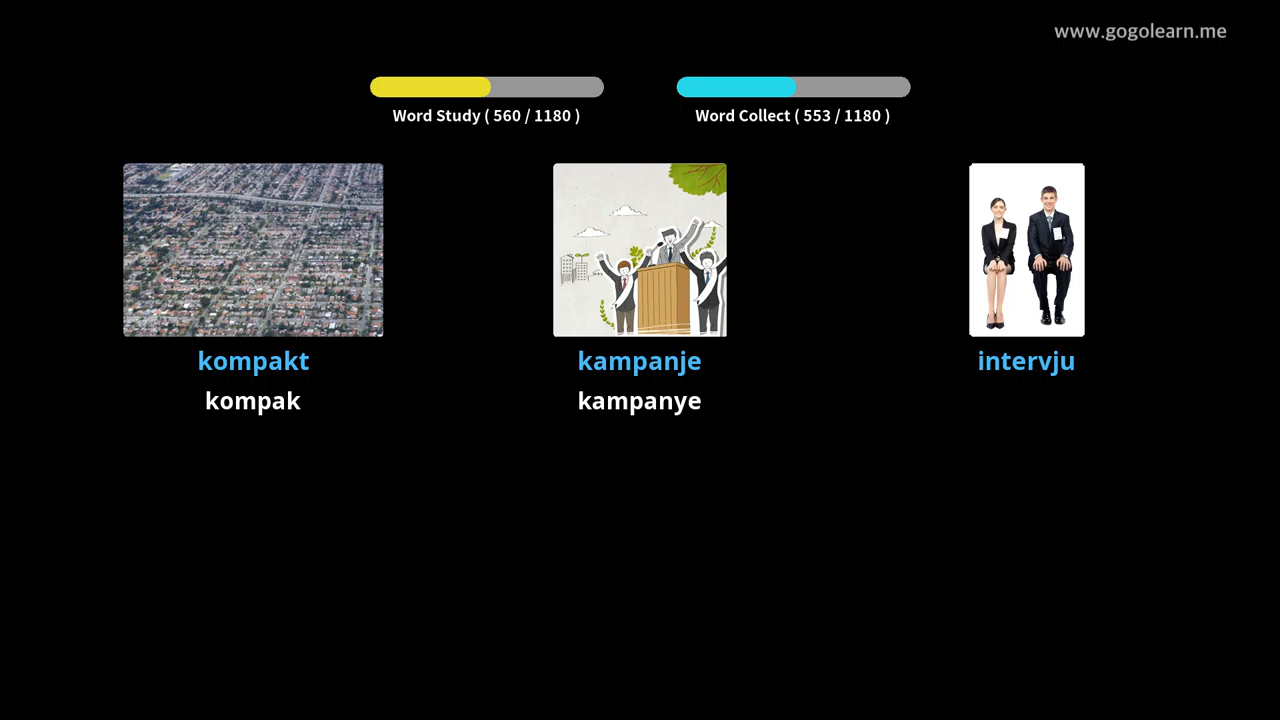 www.gogolearn.me
Word Study ( 560 / 1180 )
Word Collect ( 553 / 1180 )
kompakt
kampanje
intervju
kompak
kampanye